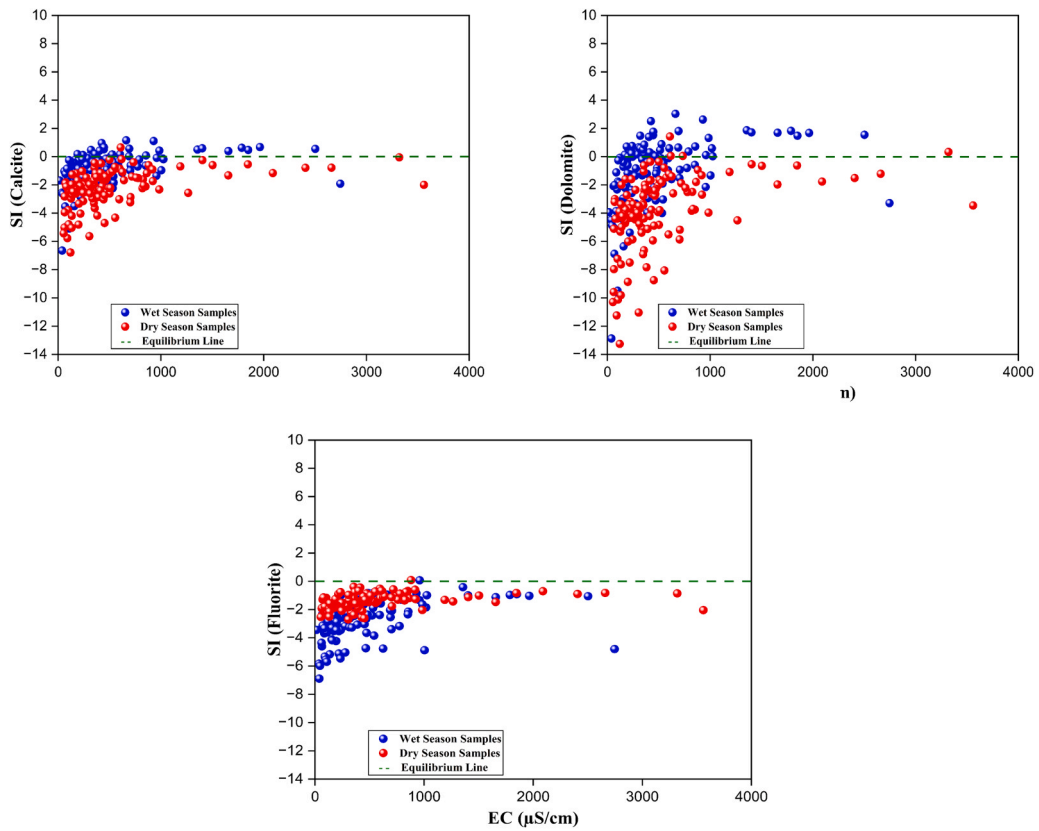 10
8
6
4
2
0
−2
−4
−6
−8
−10
−12
−14
SI (Calcite)
Wet Season Samples
Dry Season Samples
Equilibrium Line
0 1000 2000 3000 4000
10
8
6
4
2
0
−2
−4
−6
−8
−10
−12
−14
SI (Dolomite)
Wet Season Samples
Dry Season Samples
Equilibrium Line
0 1000 2000 3000 4000
n)
10
8
6
4
2
0
−2
−4
−6
−8
−10
−12
−14
SI (Fluorite)
Wet Season Samples
Dry Season Samples
Equilibrium Line
0 1000 2000 3000 4000
EC (µS/cm)